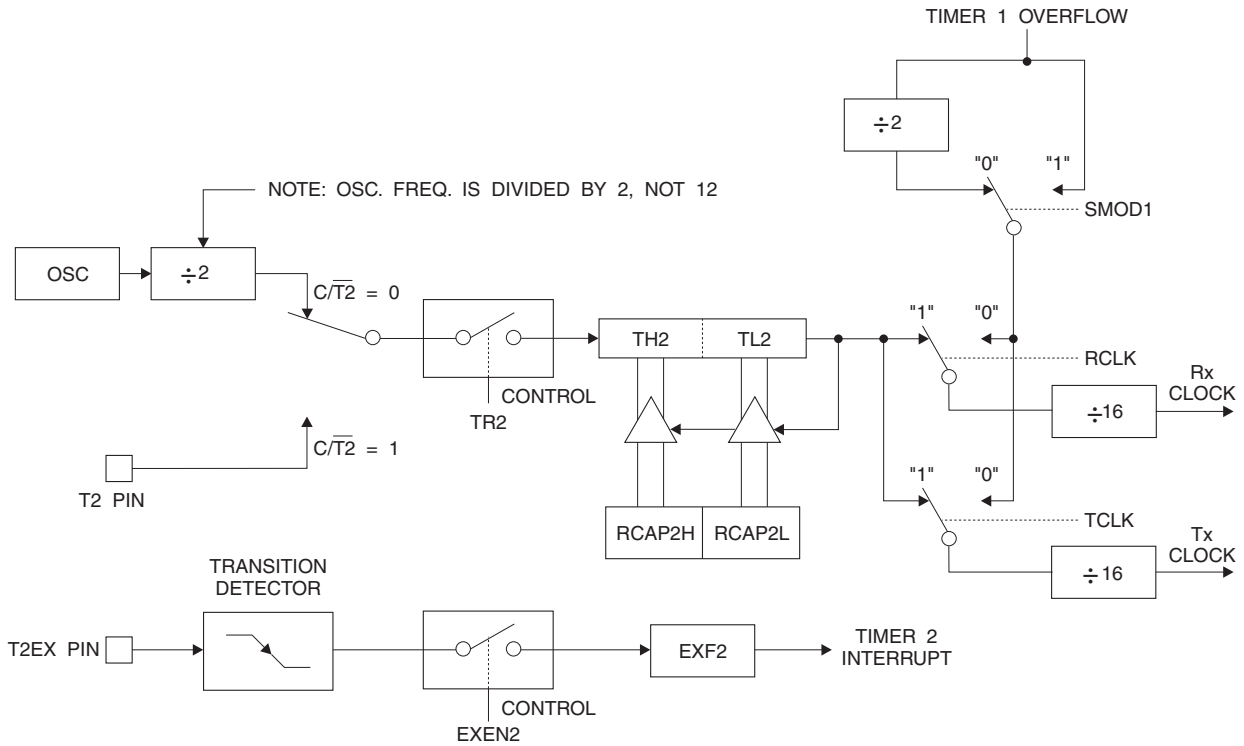 TIMER 1 OVERFLOW
÷2
"0" "1"
NOTE: OSC. FREQ. IS DIVIDED BY 2, NOT 12
SMOD1
OSC
÷2
C/T̅2̅ = 0
"1" "0"
TH2 TL2
RCLK
CONTROL
TR2
Rx
CLOCK
÷16
C/T̅2̅ = 1
T2 PIN
"1" "0"
RCAP2H RCAP2L
TCLK
Tx
CLOCK
÷16
TRANSITION
DETECTOR
T2EX PIN
EXF2
TIMER 2
INTERRUPT
CONTROL
EXEN2